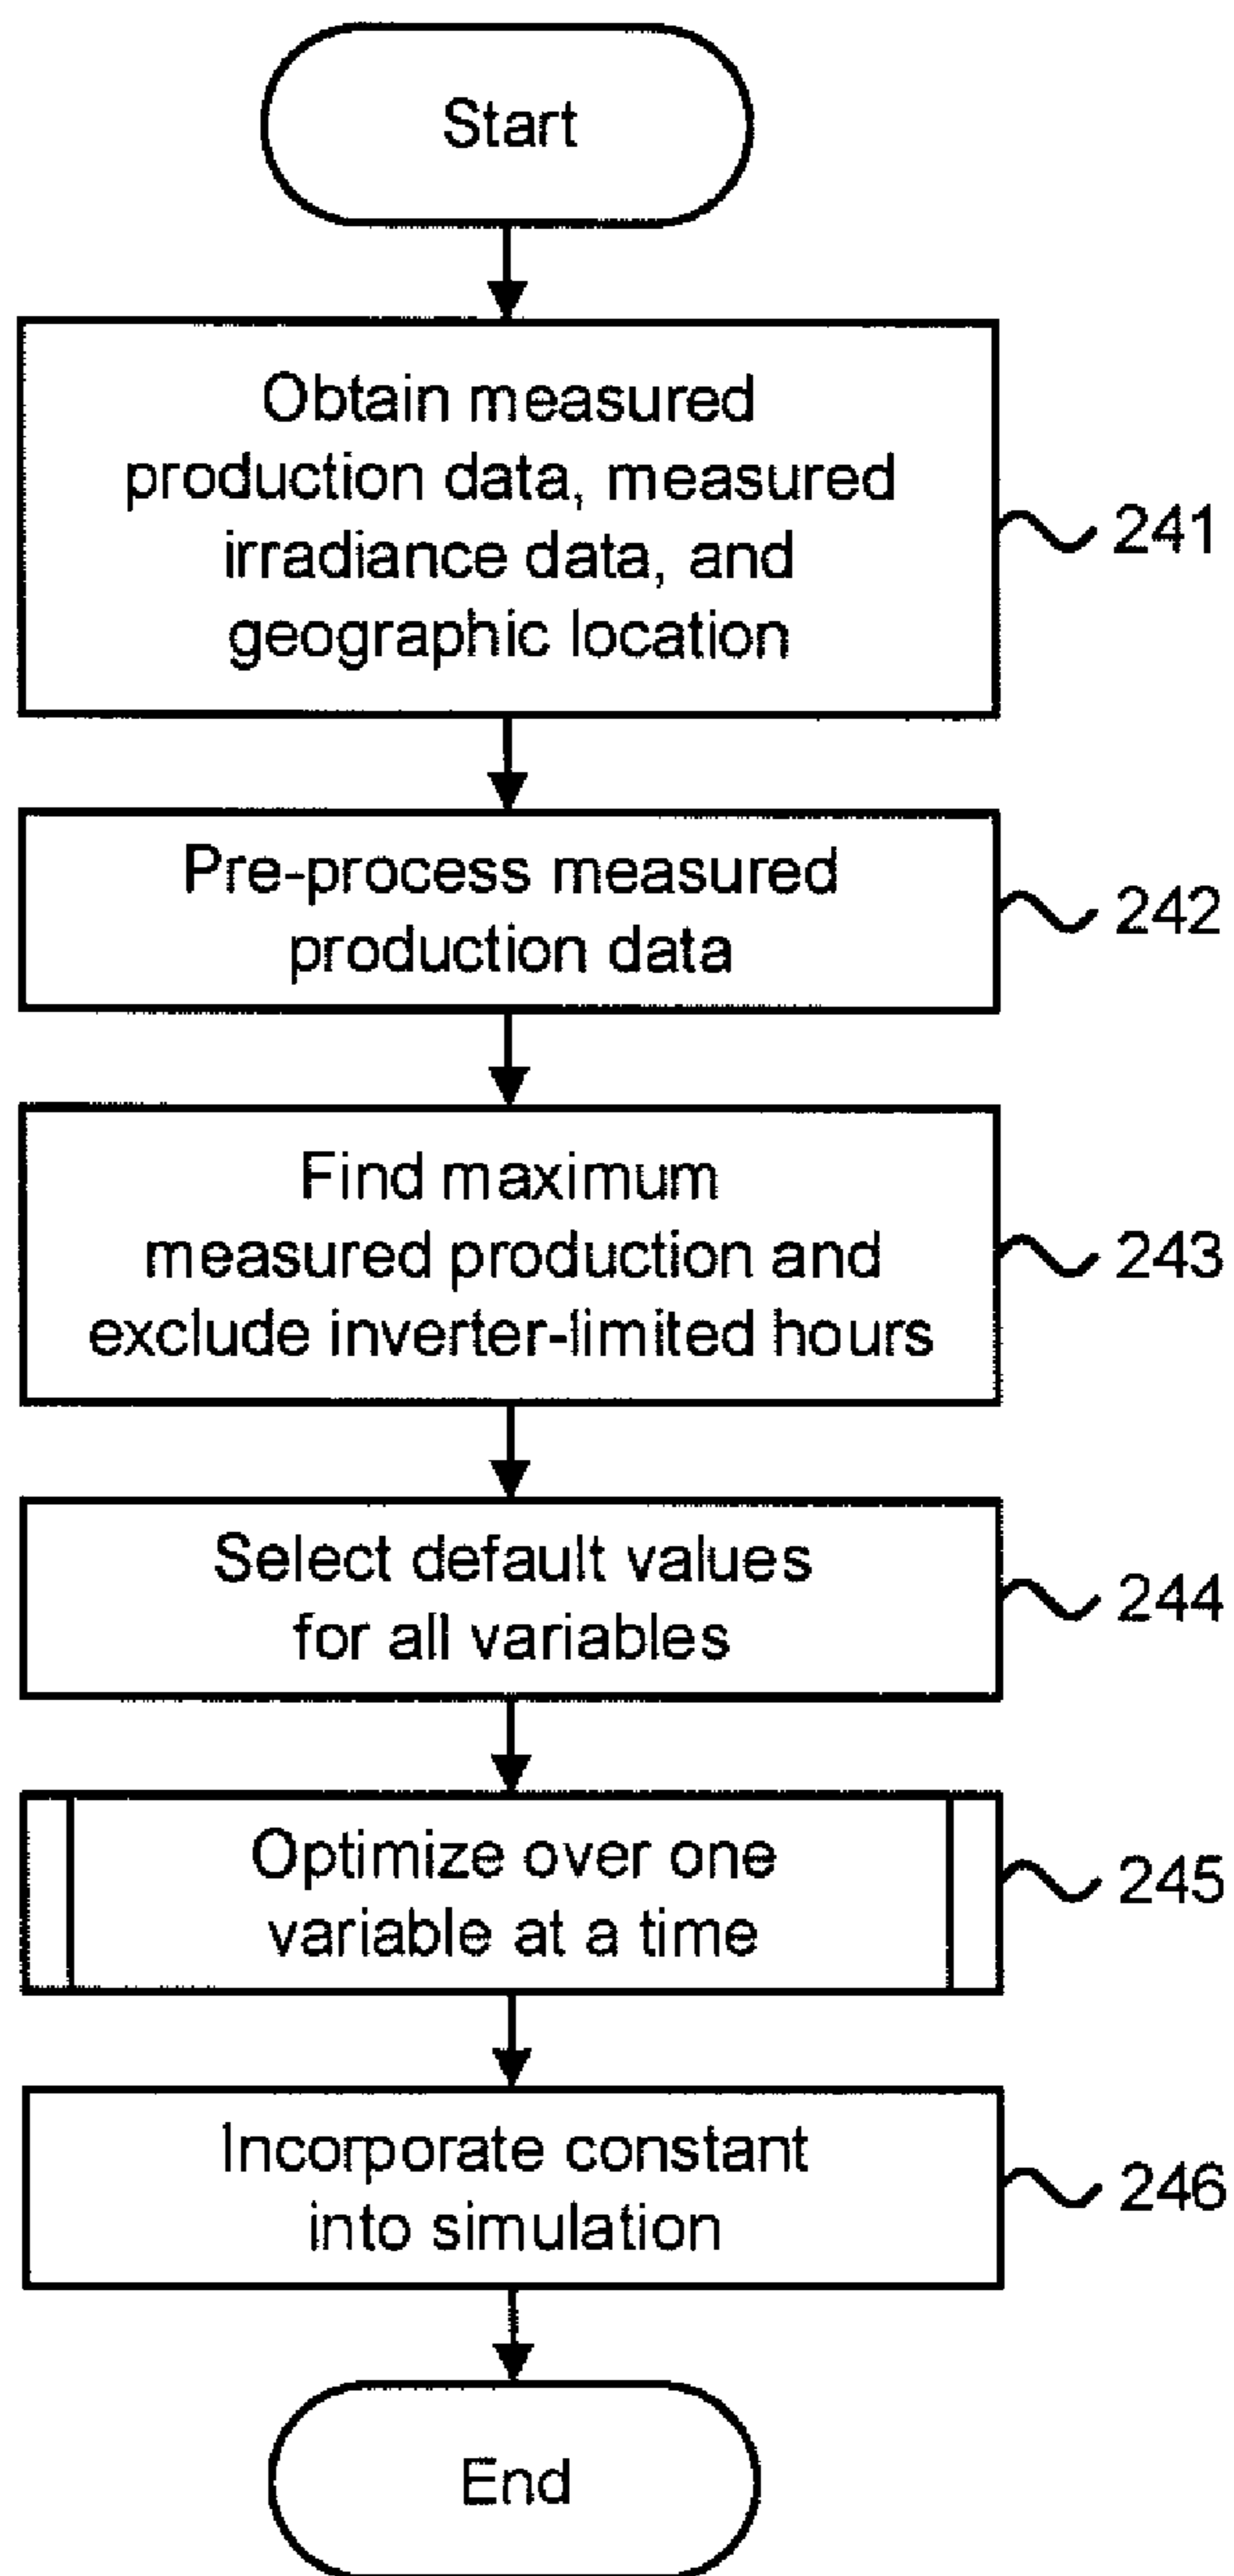 Start
Obtain measured
production data, measured
irradiance data, and
geographic location
241
Pre-process measured
production data
242
Find maximum
measured production and
exclude inverter-limited hours
243
Select default values
for all variables
244
Optimize over one
variable at a time
245
Incorporate constant
into simulation
246
End